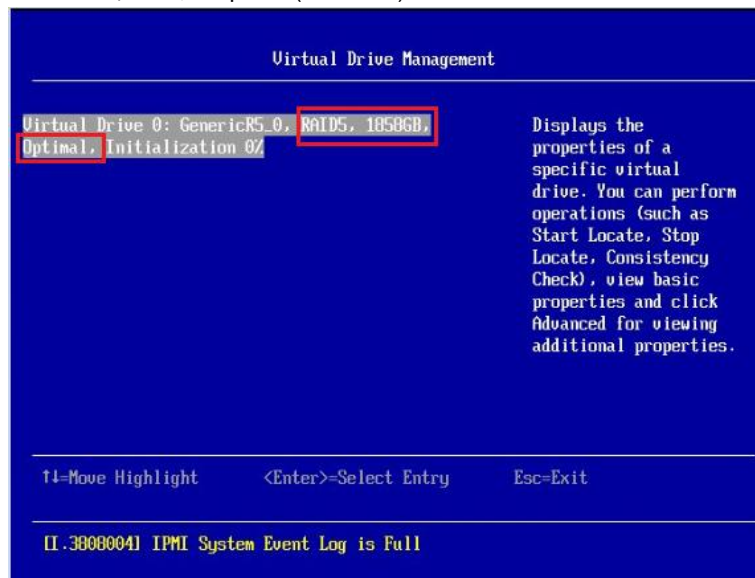 Virtual Drive Management
Virtual Drive 0: GenericR5_0, RAID5, 1858GB,
Optimal, Initialization 0%
Displays the
properties of a
specific virtual
drive. You can perform
operations (such as
Start Locate, Stop
Locate, Consistency
Check), view basic
properties and click
Advanced for viewing
additional properties.
↑↓=Move Highlight <Enter>=Select Entry Esc=Exit
[I.3808004] IPMI System Event Log is Full